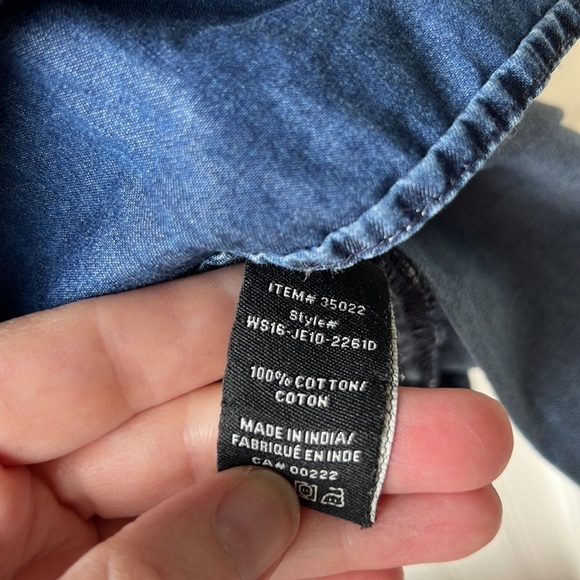 ITEM# 35022
Style#
WS16-JE10-2261D
100% COTTON/
COTON
MADE IN INDIA/
FABRIQUÉ EN INDE
CA# 00222